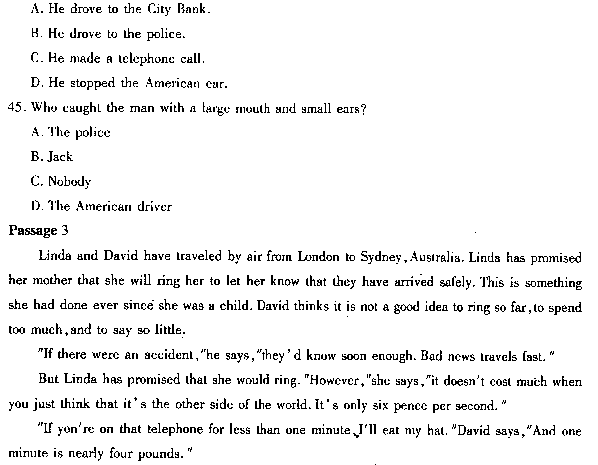 A. He drove to the City Bank.
B. He drove to the police.
C. He made a telephone call.
D. He stopped the American car.
45. Who caught the man with a large mouth and small ears?
A. The police
B. Jack
C. Nobody
D. The American driver
Passage 3
Linda and David have traveled by air from London to Sydney, Australia. Linda has promised
her mother that she will ring her to let her know that they have arrived safely. This is something
she had done ever since she was a child. David thinks it is not a good idea to ring so far, to spend
too much, and to say so little.
"If there were an accident, "he says, "they'd know soon enough. Bad news travels fast. "
But Linda has promised that she would ring. "However, "she says, "it doesn't cost much when
you just think that it's the other side of the world. It's only six pence per second. "
"If yon're on that telephone for less than one minute, I'll eat my hat. "David says, "And one
minute is nearly four pounds. "